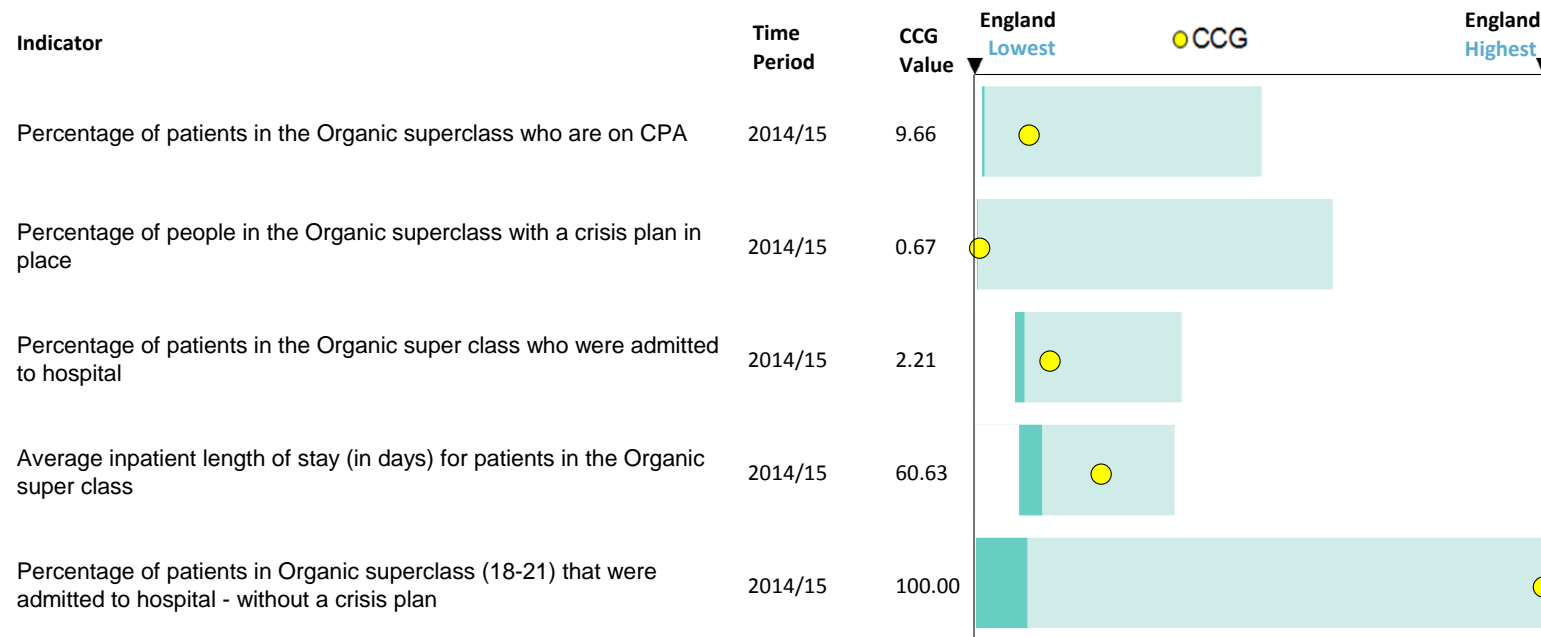 Indicator
Time
Period
CCG
Value
England
Lowest
CCG
England
Highest
Percentage of patients in the Organic superclass who are on CPA 2014/15 9.66
Percentage of people in the Organic superclass with a crisis plan in
place
2014/15 0.67
Percentage of patients in the Organic super class who were admitted
to hospital
2014/15 2.21
Average inpatient length of stay (in days) for patients in the Organic
super class
2014/15 60.63
Percentage of patients in Organic superclass (18-21) that were
admitted to hospital - without a crisis plan
2014/15 100.00